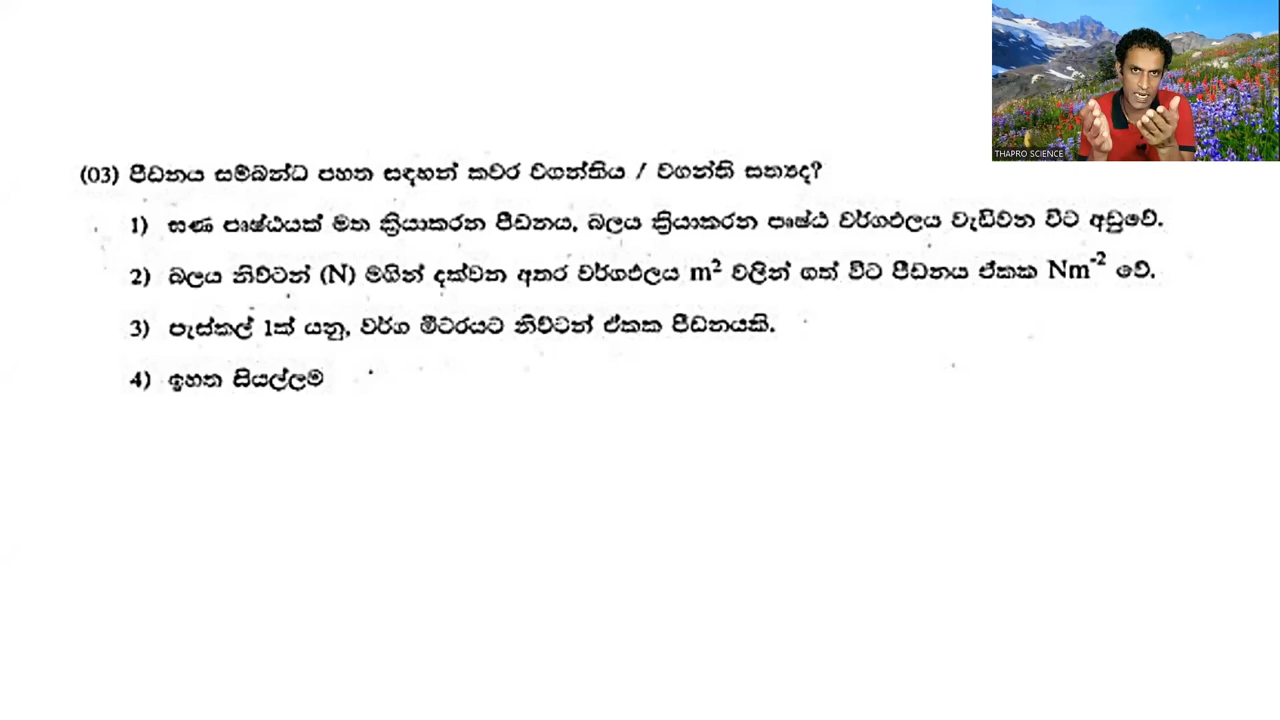 THAPRO SCIENCE
(03) පීඩනය සම්බන්ධ පහත සඳහන් කවර වගන්තිය / වගන්ති සත්‍යද?
1) ඝණ පෘෂ්ඨයක් මත ක්‍රියාකරන පීඩනය, බලය ක්‍රියාකරන පෘෂ්ඨ වර්ගඵලය වැඩිවන විට අඩුවේ.
2) බලය නිව්ටන් (N) මගින් දක්වන අතර වර්ගඵලය m² වලින් ගත් විට පීඩනය ඒකක Nm⁻² වේ.
3) පැස්කල් 1ක් යනු, වර්ග මීටරයට නිව්ටන් ඒකක පීඩනයකි.
4) ඉහත සියල්ලම